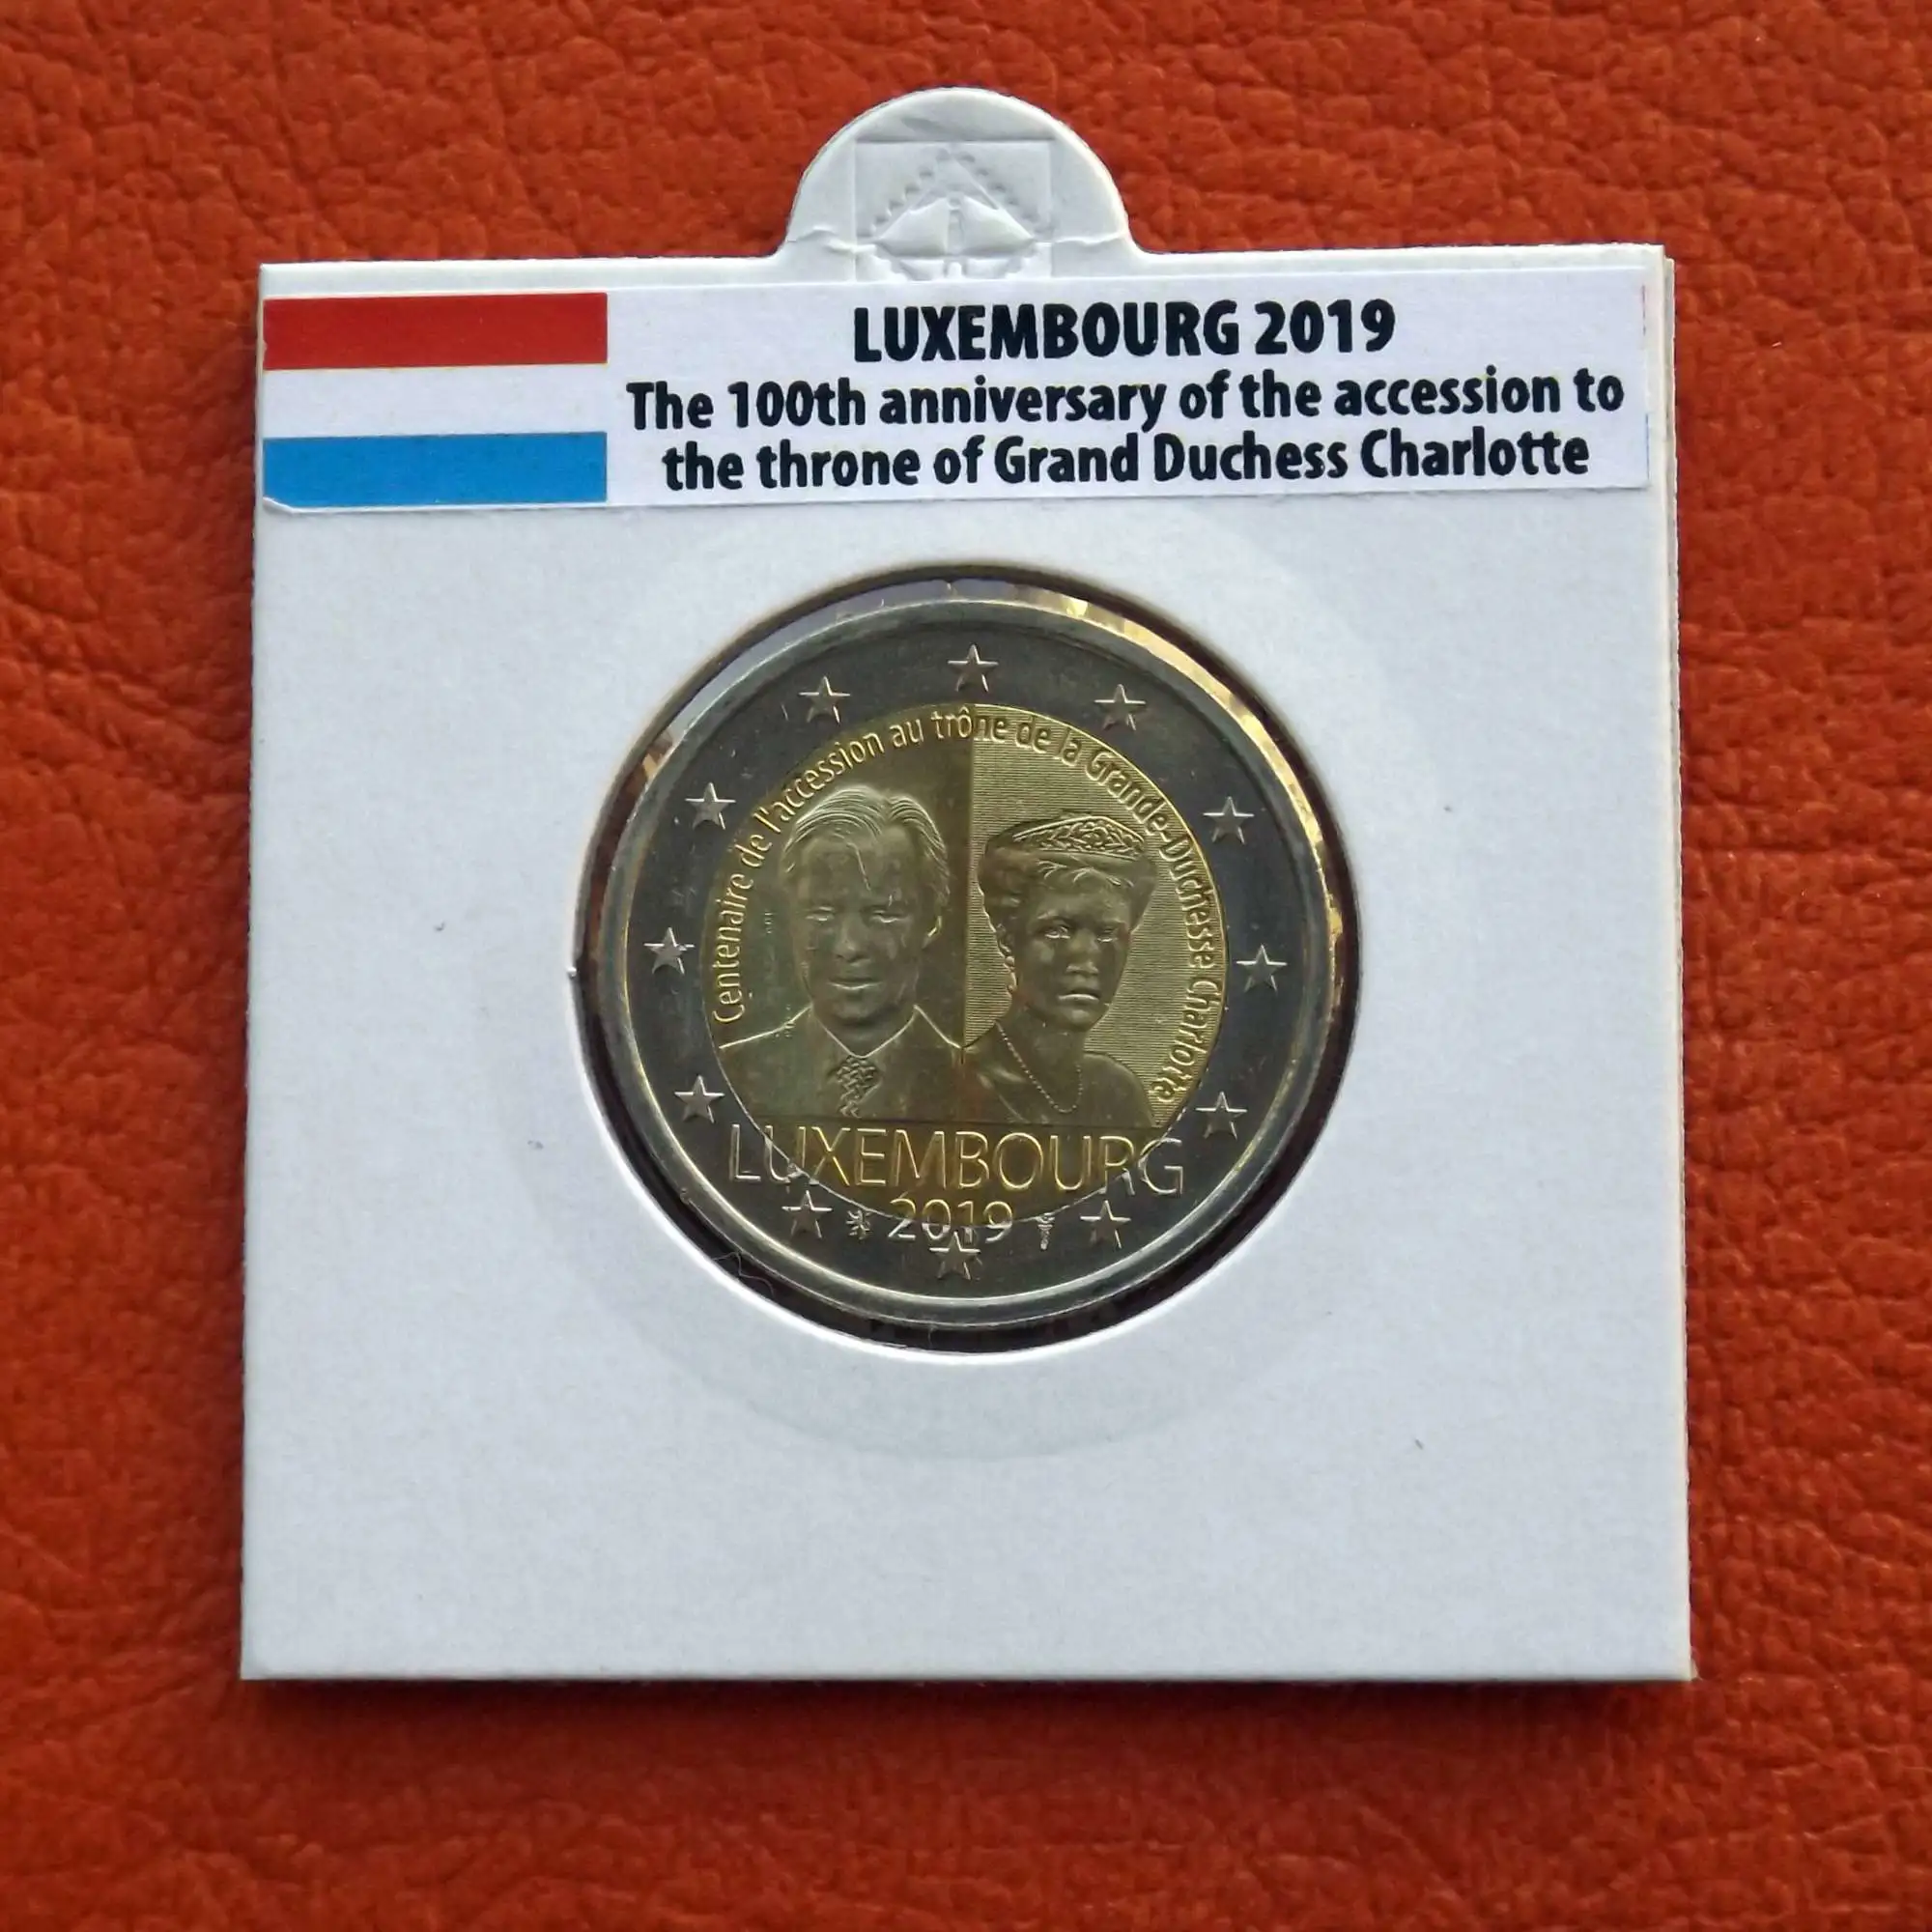 LUXEMBOURG 2019
The 100th anniversary of the accession to
the throne of Grand Duchess Charlotte
Centenaire de l'accession au trône de la Grande-Duchesse Charlotte
LUXEMBOURG
2019